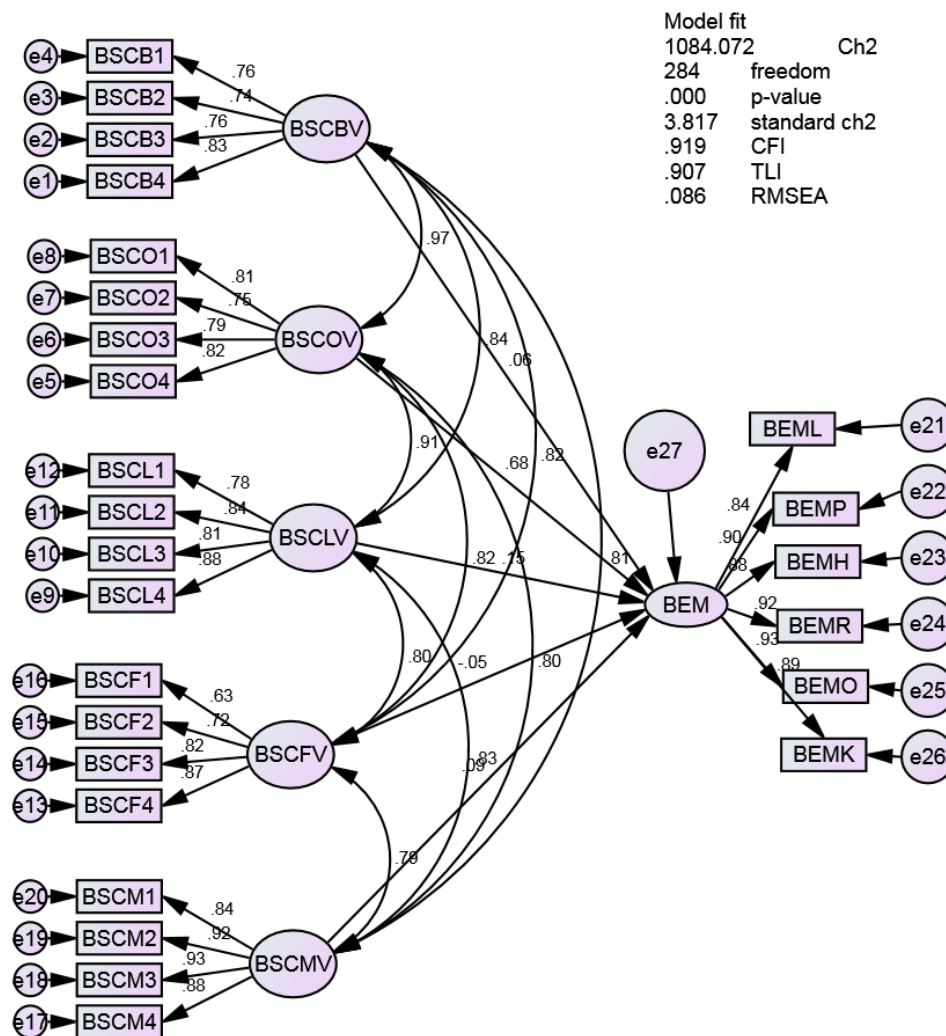 Model fit
1084.072 Ch2
284 freedom
.000 p-value
3.817 standard ch2
.919 CFI
.907 TLI
.086 RMSEA
e4 BSCB1 .76
e3 BSCB2 .74
e2 BSCB3 .76
e1 BSCB4 .83
BSCBV
e8 BSCO1 .81
e7 BSCO2 .75
e6 BSCO3 .79
e5 BSCO4 .82
BSCOV
e12 BSCL1 .78
e11 BSCL2 .84
e10 BSCL3 .81
e9 BSCL4 .88
BSCLV
e16 BSCF1 .63
e15 BSCF2 .72
e14 BSCF3 .82
e13 BSCF4 .87
BSCFV
e20 BSCM1 .84
e19 BSCM2 .92
e18 BSCM3 .93
e17 BSCM4 .88
BSCMV
.97
.84
.06
.91
.68
.82
.82
.15
.81
.80
-.05
.80
.09
.83
.79
e27
BEM
.84 BEML e21
.90 BEMP e22
.88 BEMH e23
.92 BEMR e24
.93 BEMO e25
.89 BEMK e26